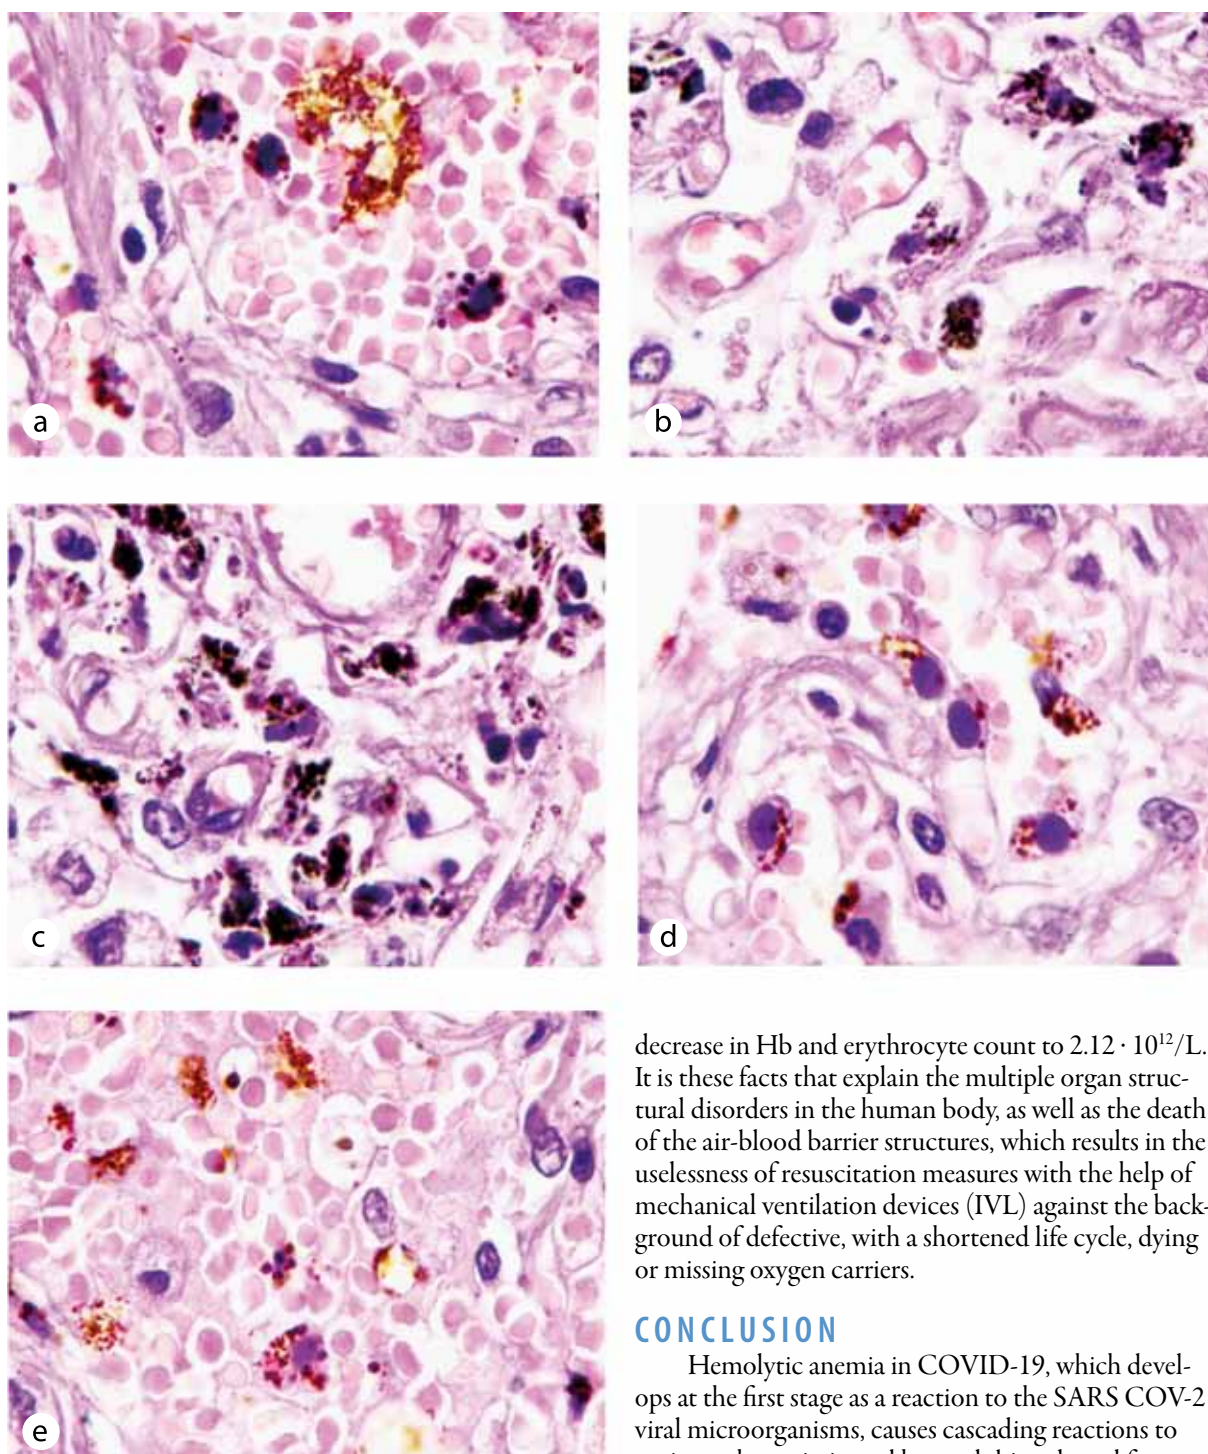 a
b
c
d
e
decrease in Hb and erythrocyte count to 2.12 · 10¹²/L.
It is these facts that explain the multiple organ struc-
tural disorders in the human body, as well as the death
of the air-blood barrier structures, which results in the
uselessness of resuscitation measures with the help of
mechanical ventilation devices (IVL) against the back-
ground of defective, with a shortened life cycle, dying
or missing oxygen carriers.
CONCLUSION
Hemolytic anemia in COVID-19, which devel-
ops at the first stage as a reaction to the SARS COV-2
viral microorganisms, causes cascading reactions to